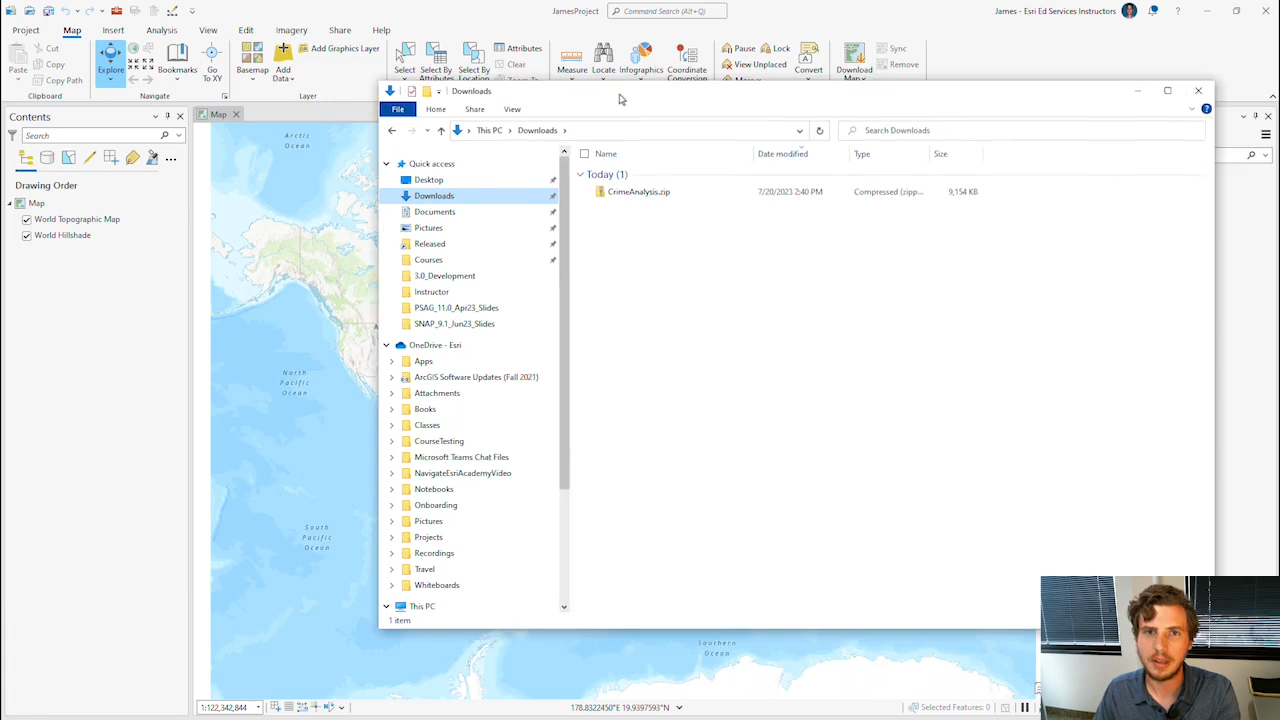 JamesProject
Command Search (Alt+Q)
James - Esri Ed Services Instructors
?
Project Map Insert Analysis View Edit Imagery Share Help
Paste
Cut
Copy
Copy Path
Clipboard
Explore
Bookmarks
Go To XY
Navigate
Basemap
Add Data
Add Graphics Layer
Layer
Select
Select By Attributes
Select By Location
Attributes
Clear
Measure
Locate
Infographics
Coordinate Conversion
Pause
Lock
View Unplaced
More
Convert
Download Map
Sync
Remove
Contents
Search
Drawing Order
Map
World Topographic Map
World Hillshade
Map
Arctic Ocean
North Pacific Ocean
South Pacific Ocean
Southern Ocean
Downloads
File Home Share View
This PC > Downloads >
Search Downloads
Quick access
Desktop
Downloads
Documents
Pictures
Released
Courses
3.0_Development
Instructor
PSAG_11.0_Apr23_Slides
SNAP_9.1_Jun23_Slides
OneDrive - Esri
Apps
ArcGIS Software Updates (Fall 2021)
Attachments
Books
Classes
CourseTesting
Microsoft Teams Chat Files
NavigateEsriAcademyVideo
Notebooks
Onboarding
Pictures
Projects
Recordings
Travel
Whiteboards
This PC
1 item
Name Date modified Type Size
Today (1)
CrimeAnalysis.zip 7/20/2023 2:40 PM Compressed (zipp... 9,154 KB
1:122,342,844
178.8322450°E 19.9397593°N
Selected Features: 0